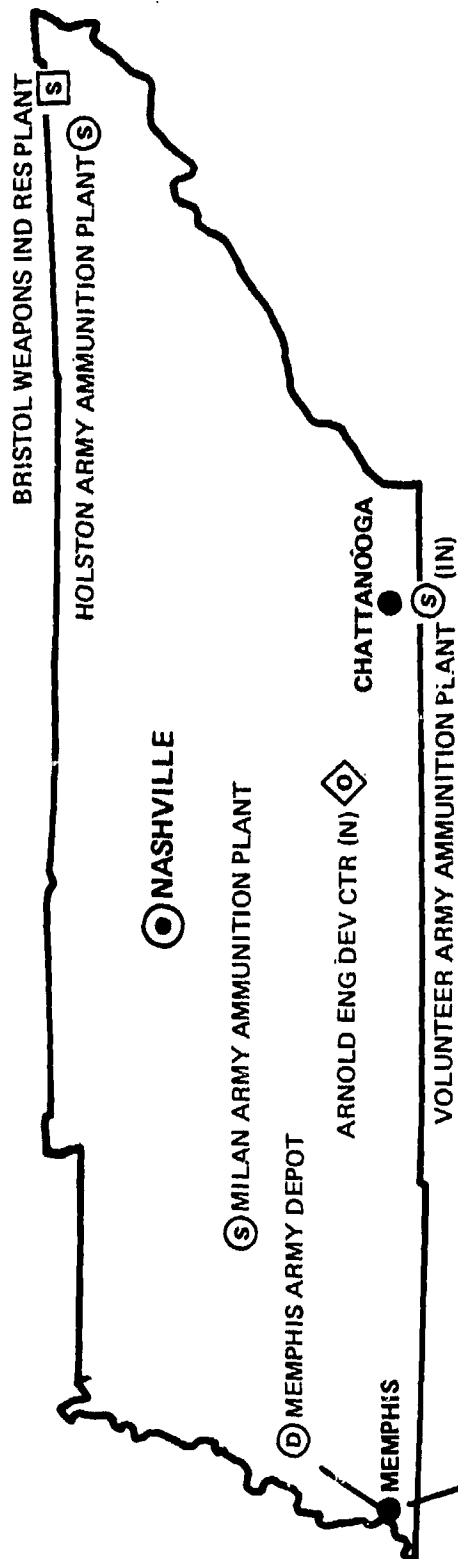 BRISTOL WEAPONS IND RES PLANT
S
HOLSTON ARMY AMMUNITION PLANT S
NASHVILLE
S MILAN ARMY AMMUNITION PLANT
CHATTANOOGA
ARNOLD ENG DEV CTR (N) O
D MEMPHIS ARMY DEPOT
MEMPHIS
VOLUNTEER ARMY AMMUNITION PLANT S (IN)